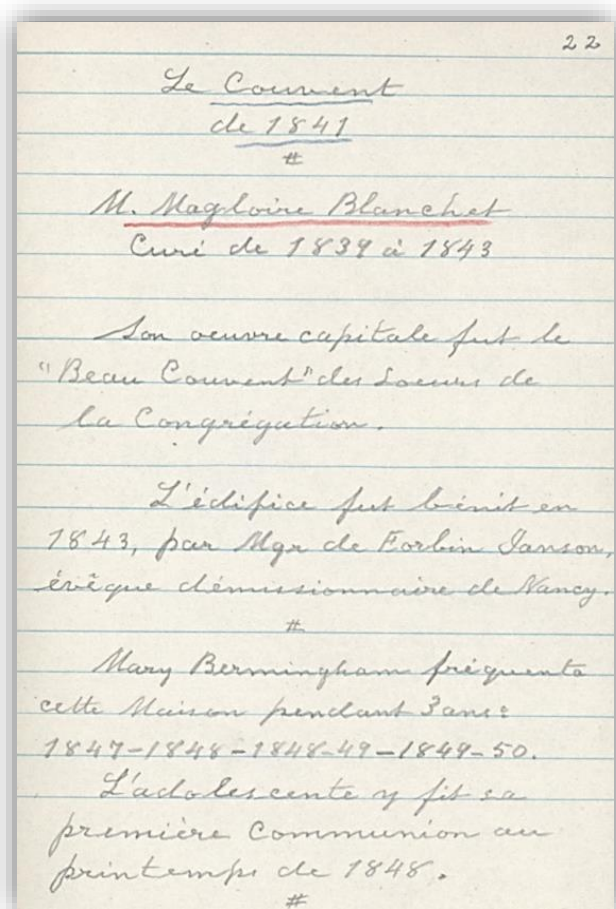 22
Le Couvent
de 1841
#
M. Magloire Blanchet
Curé de 1839 à 1843
Son oeuvre capitale fut le
"Beau Couvent" des Soeurs de
la Congrégation.
L'édifice fut bénit en
1843, par Mgr de Forbin Janson,
évêque démissionnaire de Nancy.
#
Mary Bermingham fréquenta
cette Maison pendant 3 ans:
1847-1848-1848-49-1849-50.
L'adolescente y fit sa
première Communion au
printemps de 1848.
#